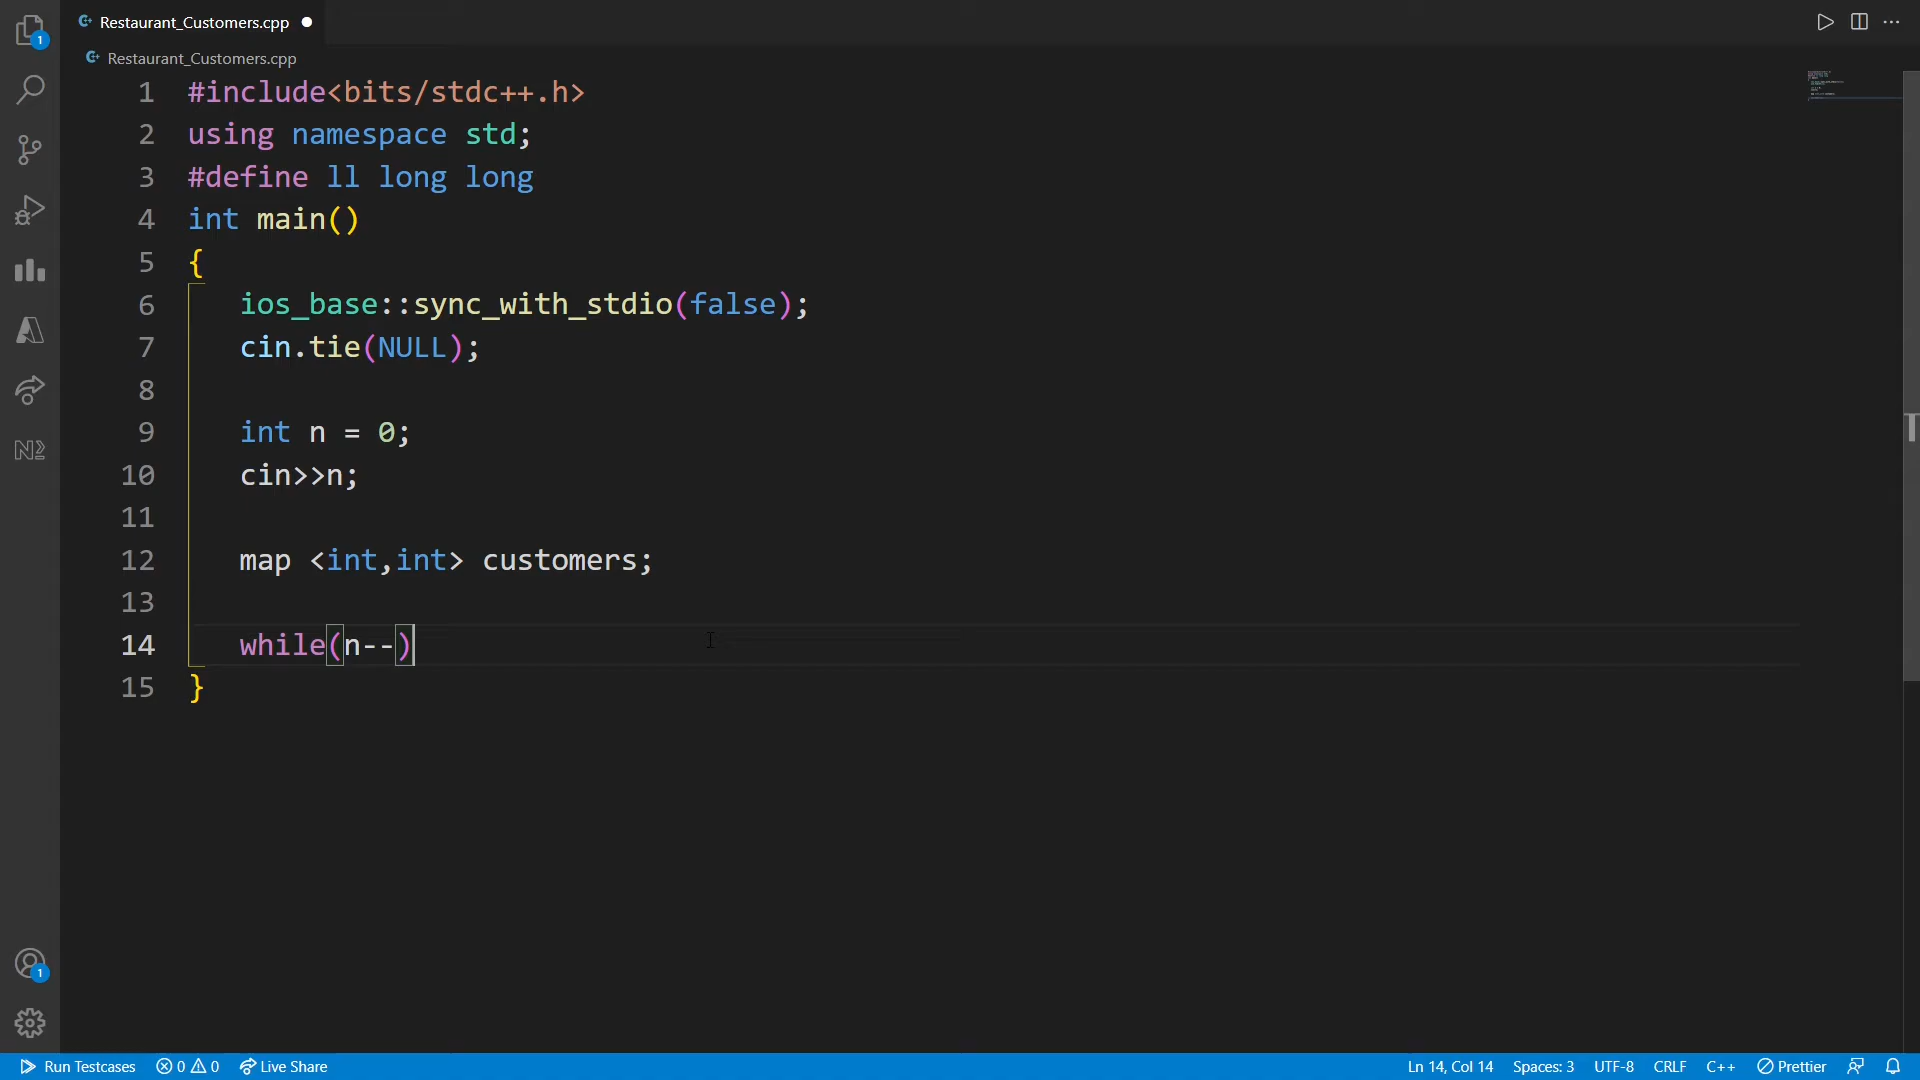 Restaurant_Customers.cpp
Restaurant_Customers.cpp
1 #include<bits/stdc++.h>
2 using namespace std;
3 #define ll long long
4 int main()
5 {
6 ios_base::sync_with_stdio(false);
7 cin.tie(NULL);
8
9 int n = 0;
10 cin>>n;
11
12 map <int,int> customers;
13
14 while(n--)
15 }
1
1
Run Testcases 0 0 Live Share Ln 14, Col 14 Spaces: 3 UTF-8 CRLF C++ Prettier